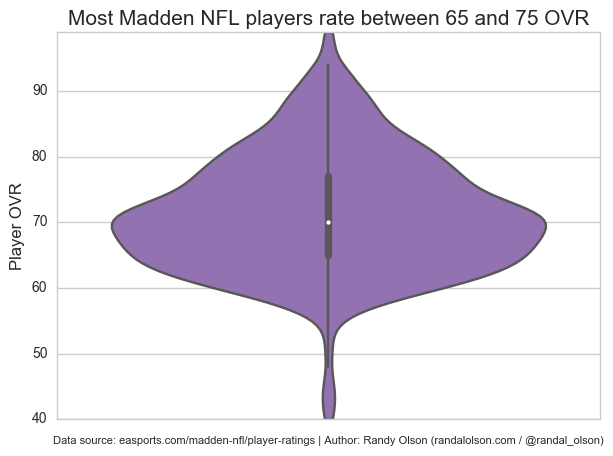 Most Madden NFL players rate between 65 and 75 OVR
Player OVR
90
80
70
60
50
40
Data source: easports.com/madden-nfl/player-ratings | Author: Randy Olson (randalolson.com / @randal_olson)